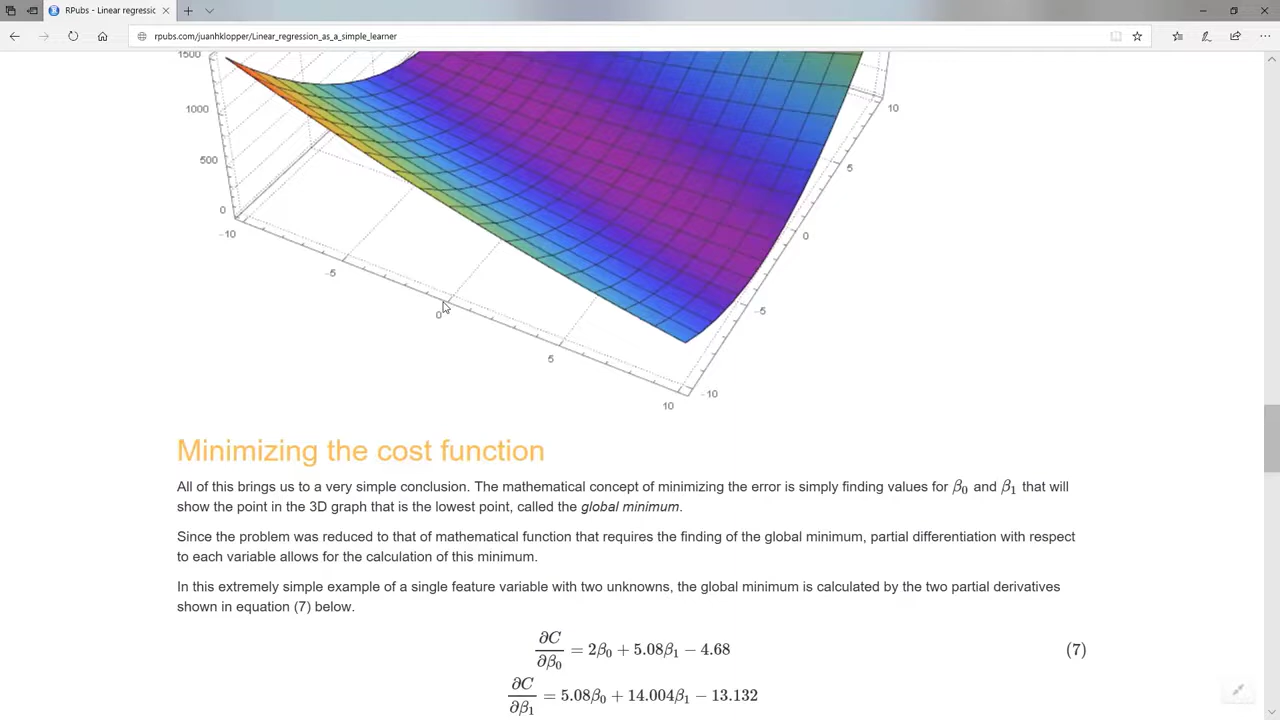 RPubs - Linear regressic
rpubs.com/juanhklopper/Linear_regression_as_a_simple_learner
1500
1000
500
0
-10
-5
0
5
10
10
5
0
-5
-10
Minimizing the cost function
All of this brings us to a very simple conclusion. The mathematical concept of minimizing the error is simply finding values for β₀ and β₁ that will
show the point in the 3D graph that is the lowest point, called the global minimum.
Since the problem was reduced to that of mathematical function that requires the finding of the global minimum, partial differentiation with respect
to each variable allows for the calculation of this minimum.
In this extremely simple example of a single feature variable with two unknowns, the global minimum is calculated by the two partial derivatives
shown in equation (7) below.
∂C/∂β₀ = 2β₀ + 5.08β₁ − 4.68 (7)
∂C/∂β₁ = 5.08β₀ + 14.004β₁ − 13.132